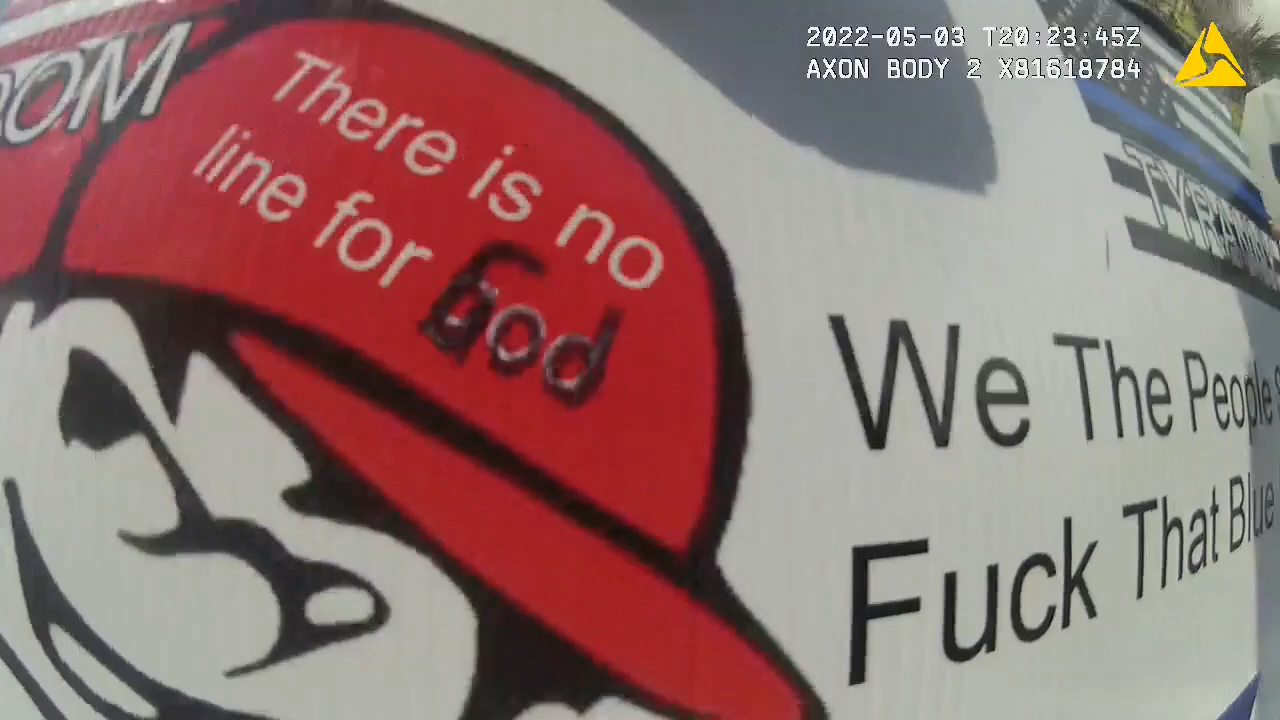 2022-05-03 T20:23:45Z
AXON BODY 2 X81618784
There is no
line for God
We The People
Fuck That Blue